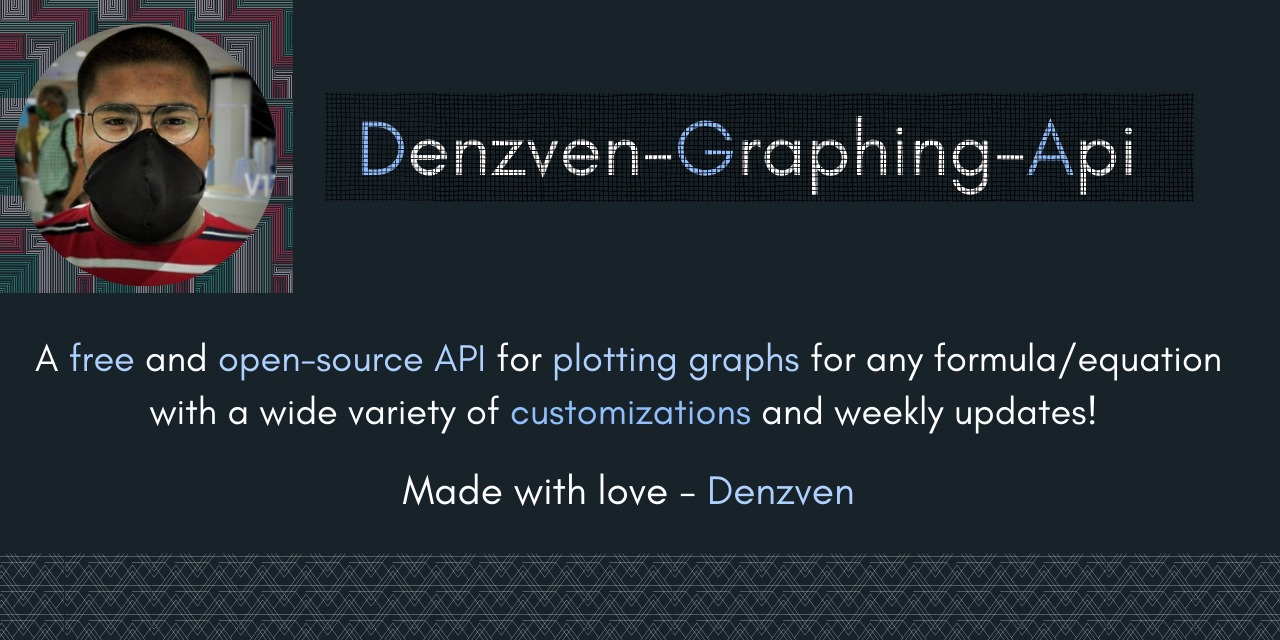 Denzven-Graphing-Api
A free and open-source API for plotting graphs for any formula/equation
with a wide variety of customizations and weekly updates!
Made with love - Denzven